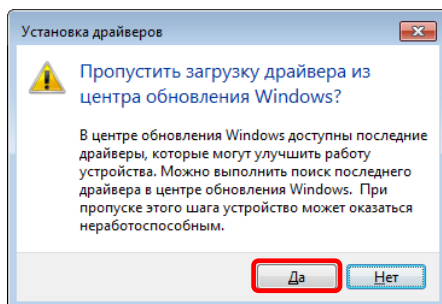 Установка драйверов
Пропустить загрузку драйвера из
центра обновления Windows?
В центре обновления Windows доступны последние
драйверы, которые могут улучшить работу
устройства. Можно выполнить поиск последнего
драйвера в центре обновления Windows. При
пропуске этого шага устройство может оказаться
неработоспособным.
Да Нет